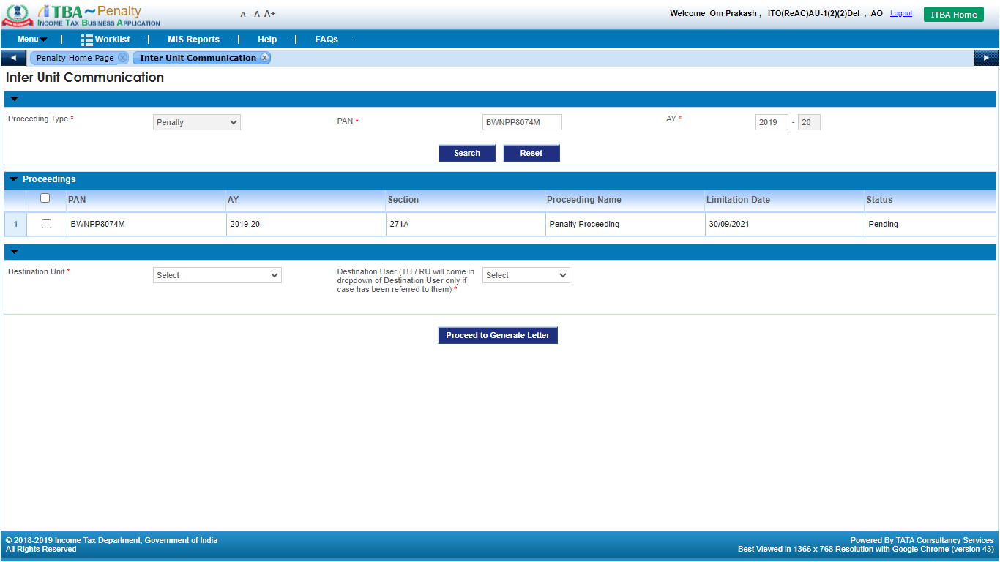 iTBA ~ Penalty
INCOME TAX BUSINESS APPLICATION
A- A A+
Welcome Om Prakash , ITO(ReAC)AU-1(2)(2)Del , AO Logout ITBA Home
Menu | Worklist | MIS Reports | Help | FAQs
Penalty Home Page Inter Unit Communication
Inter Unit Communication
Proceeding Type * Penalty PAN * BWNPP8074M AY * 2019 - 20
Search Reset
Proceedings
PAN AY Section Proceeding Name Limitation Date Status
1 BWNPP8074M 2019-20 271A Penalty Proceeding 30/09/2021 Pending
Destination Unit * Select Destination User (TU / RU will come in Select
dropdown of Destination User only if
case has been referred to them) *
Proceed to Generate Letter
© 2018-2019 Income Tax Department, Government of India
All Rights Reserved
Powered By TATA Consultancy Services
Best Viewed in 1366 x 768 Resolution with Google Chrome (version 43)